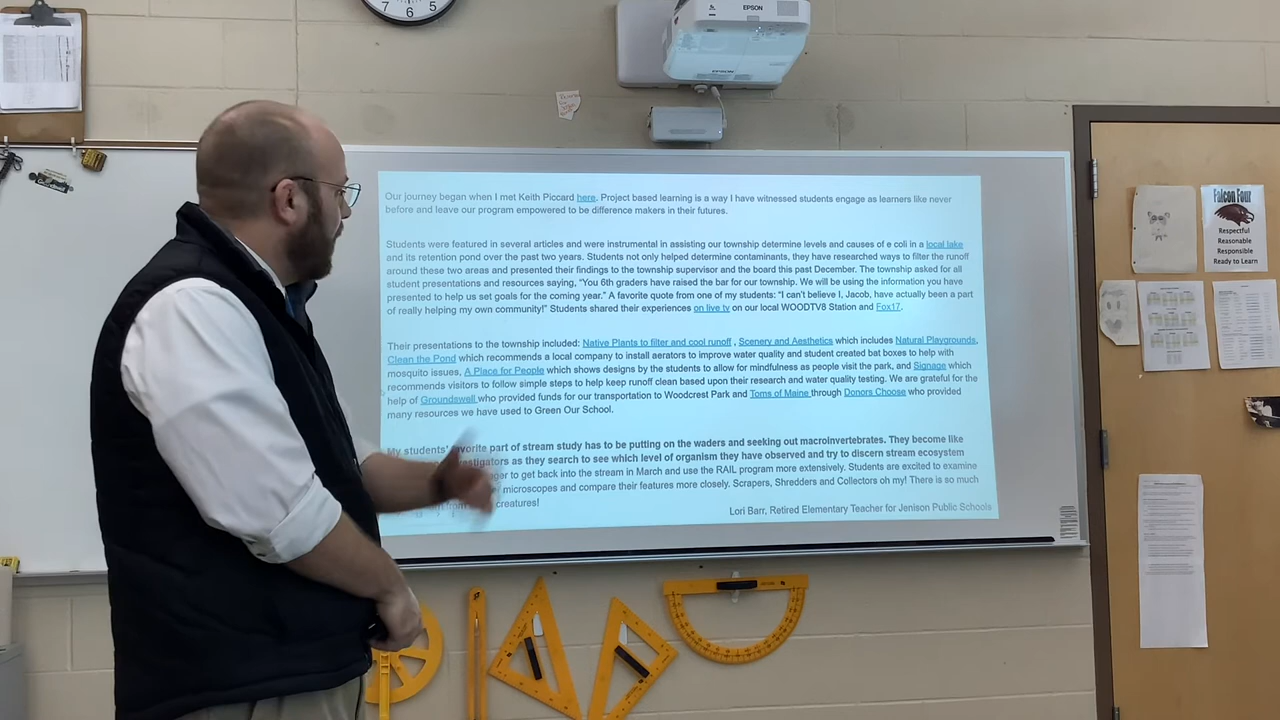 7 6 5
EPSON
EPSON
Our journey began when I met Keith Piccard here. Project based learning is a way I have witnessed students engage as learners like never
before and leave our program empowered to be difference makers in their futures.
Students were featured in several articles and were instrumental in assisting our township determine levels and causes of e coli in a local lake
and its retention pond over the past two years. Students not only helped determine contaminants, they have researched ways to filter the runoff
around these two areas and presented their findings to the township supervisor and the board this past December. The township asked for all
student presentations and resources saying, "You 6th graders have raised the bar for our township. We will be using the information you have
presented to help us set goals for the coming year." A favorite quote from one of my students: "I can't believe I, Jacob, have actually been a part
of really helping my own community!" Students shared their experiences on live tv on our local WOODTV8 Station and Fox17.
Their presentations to the township included: Native Plants to filter and cool runoff , Scenery and Aesthetics which includes Natural Playgrounds,
Clean the Pond which recommends a local company to install aerators to improve water quality and student created bat boxes to help with
mosquito issues, A Place for People which shows designs by the students to allow for mindfulness as people visit the park, and Signage which
recommends visitors to follow simple steps to help keep runoff clean based upon their research and water quality testing. We are grateful for the
help of Groundswell who provided funds for our transportation to Woodcrest Park and Toms of Maine through Donors Choose who provided
many resources we have used to Green Our School.
My students' favorite part of stream study has to be putting on the waders and seeking out macroinvertebrates. They become like
investigators as they search to see which level of organism they have observed and try to discern stream ecosystem
to get back into the stream in March and use the RAIL program more extensively. Students are excited to examine
microscopes and compare their features more closely. Scrapers, Shredders and Collectors oh my! There is so much
creatures!
Lori Barr, Retired Elementary Teacher for Jenison Public Schools
Falcon Four
Respectful
Reasonable
Responsible
Ready to Learn